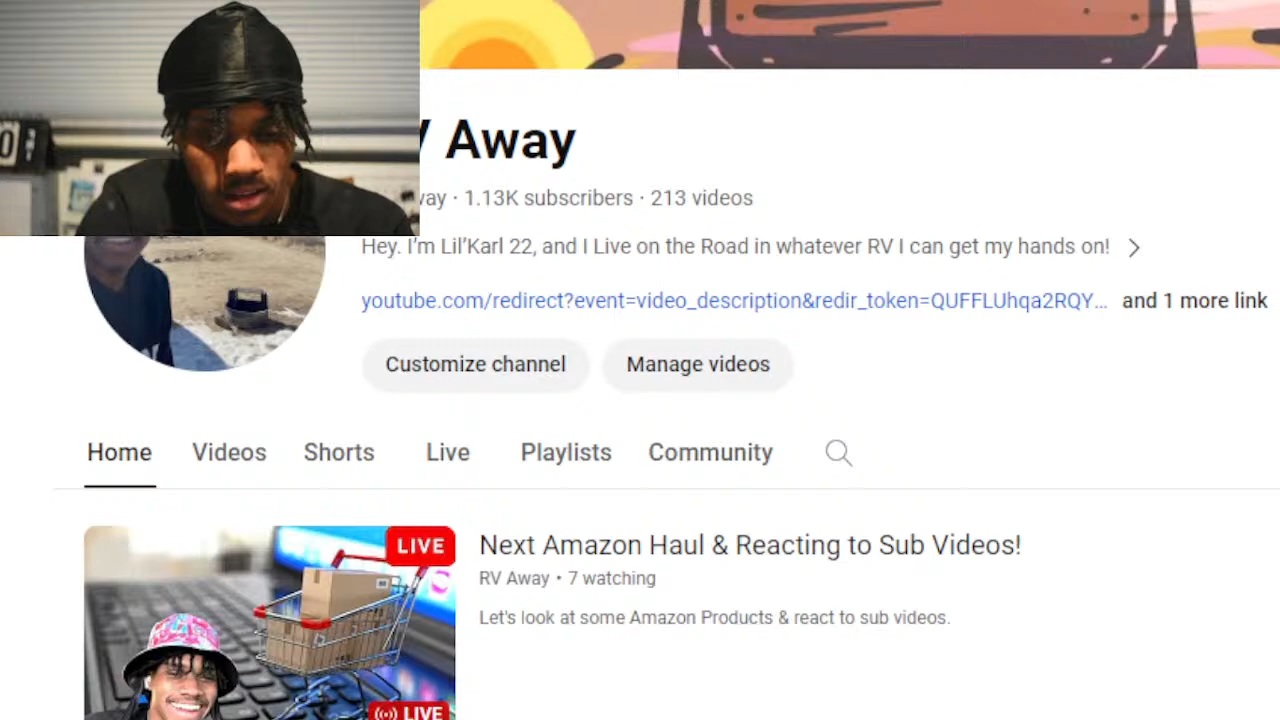 V Away
way · 1.13K subscribers · 213 videos
Hey. I’m Lil’Karl 22, and I Live on the Road in whatever RV I can get my hands on!
youtube.com/redirect?event=video_description&redir_token=QUFFLUhqa2RQY... and 1 more link
Customize channel Manage videos
Home Videos Shorts Live Playlists Community
LIVE
Next Amazon Haul & Reacting to Sub Videos!
RV Away • 7 watching
Let's look at some Amazon Products & react to sub videos.
LIVE